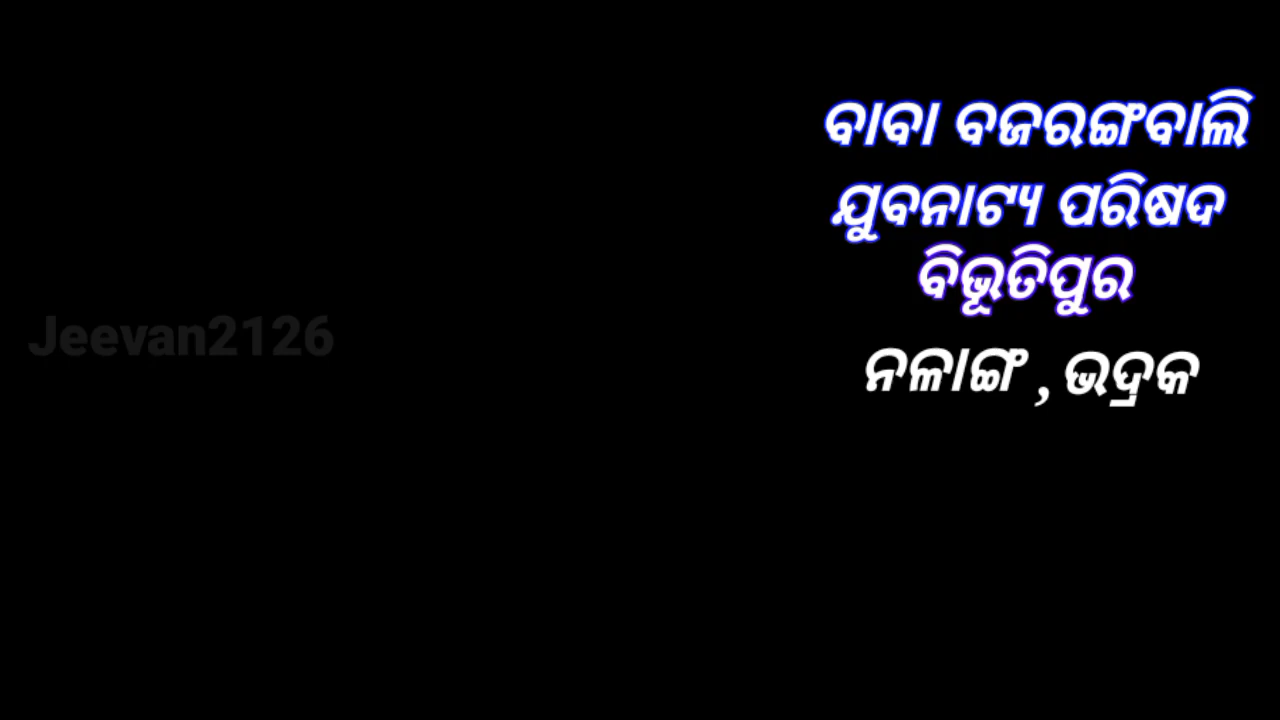 ବାବା ବଜରଙ୍ଗବାଲି
ଯୁବନାଟ୍ୟ ପରିଷଦ
ବିଭୂତିପୁର
Jeevan2126
ନଳାଙ୍ଗ , ଭଦ୍ରକ